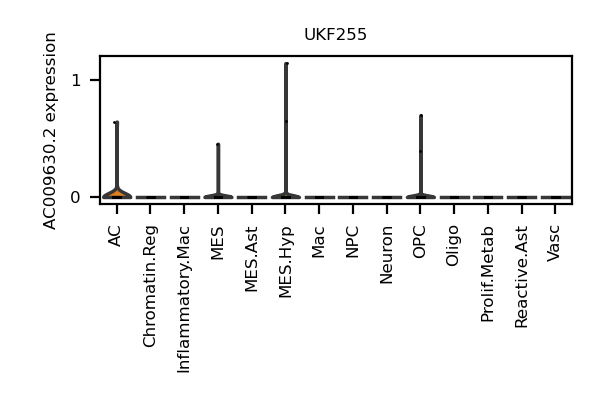 UKF255
AC009630.2 expression
1
0
AC
Chromatin.Reg
Inflammatory.Mac
MES
MES.Ast
MES.Hyp
Mac
NPC
Neuron
OPC
Oligo
Prolif.Metab
Reactive.Ast
Vasc